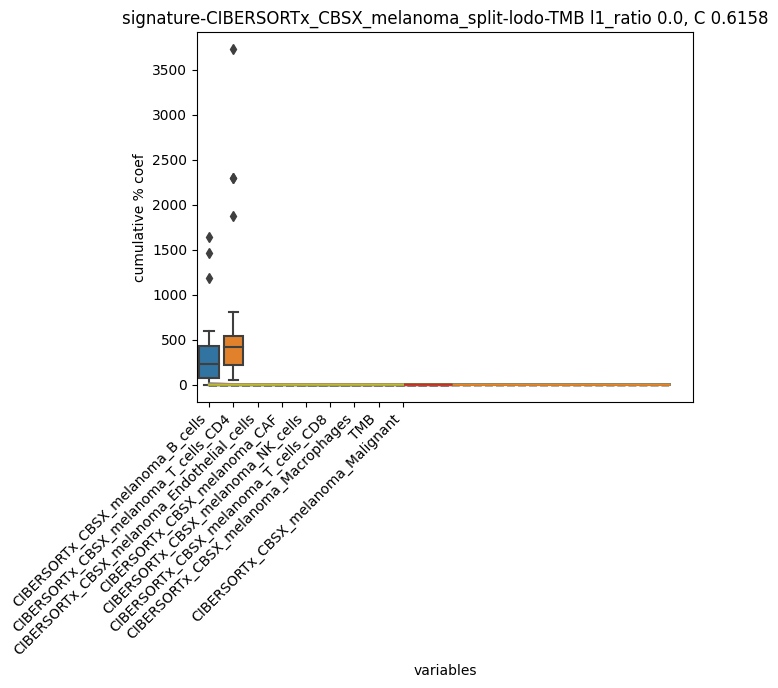 signature-CIBERSORTx_CBSX_melanoma_split-lodo-TMB l1_ratio 0.0, C 0.6158
cumulative % coef
3500
3000
2500
2000
1500
1000
500
0
CIBERSORTx_CBSX_melanoma_B_cells
CIBERSORTx_CBSX_melanoma_T_cells_CD4
CIBERSORTx_CBSX_melanoma_Endothelial_cells
CIBERSORTx_CBSX_melanoma_CAF
CIBERSORTx_CBSX_melanoma_NK_cells
CIBERSORTx_CBSX_melanoma_T_cells_CD8
CIBERSORTx_CBSX_melanoma_Macrophages
TMB
CIBERSORTx_CBSX_melanoma_Malignant
variables